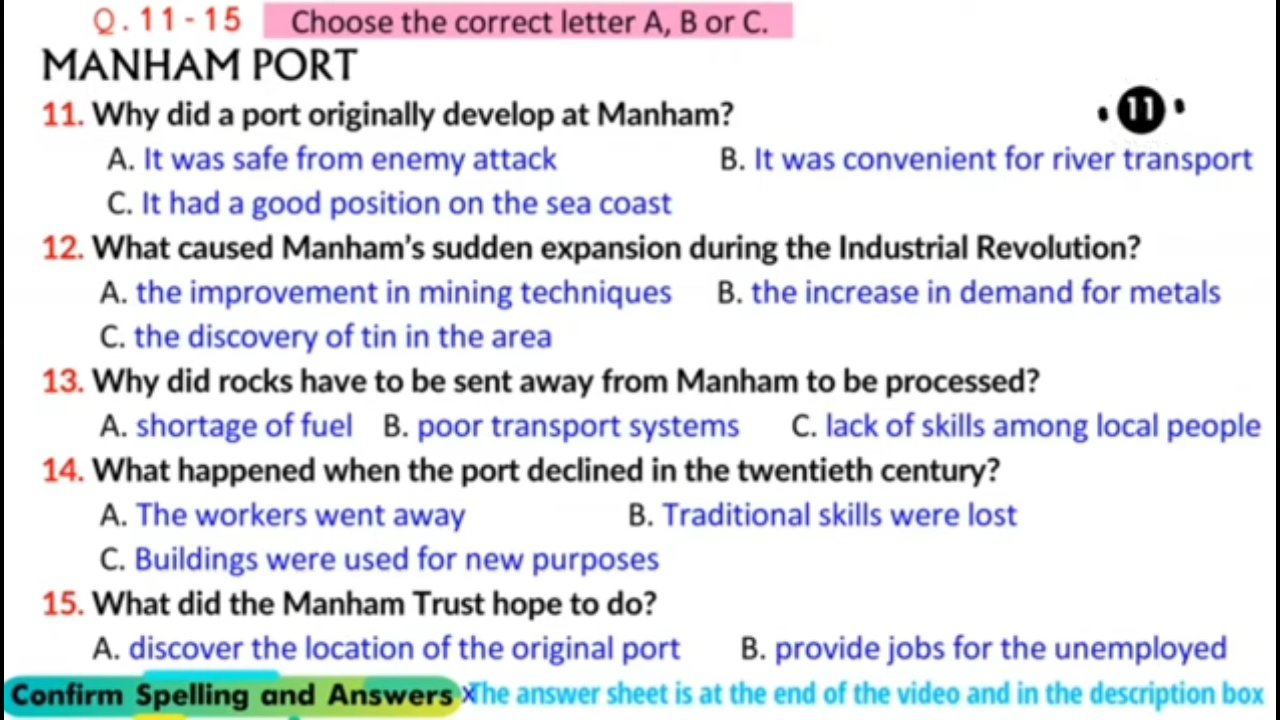 Q.11-15 Choose the correct letter A, B or C.
MANHAM PORT
11. Why did a port originally develop at Manham?
11
A. It was safe from enemy attack B. It was convenient for river transport
C. It had a good position on the sea coast
12. What caused Manham's sudden expansion during the Industrial Revolution?
A. the improvement in mining techniques B. the increase in demand for metals
C. the discovery of tin in the area
13. Why did rocks have to be sent away from Manham to be processed?
A. shortage of fuel B. poor transport systems C. lack of skills among local people
14. What happened when the port declined in the twentieth century?
A. The workers went away B. Traditional skills were lost
C. Buildings were used for new purposes
15. What did the Manham Trust hope to do?
A. discover the location of the original port B. provide jobs for the unemployed
Confirm Spelling and Answers The answer sheet is at the end of the video and in the description box